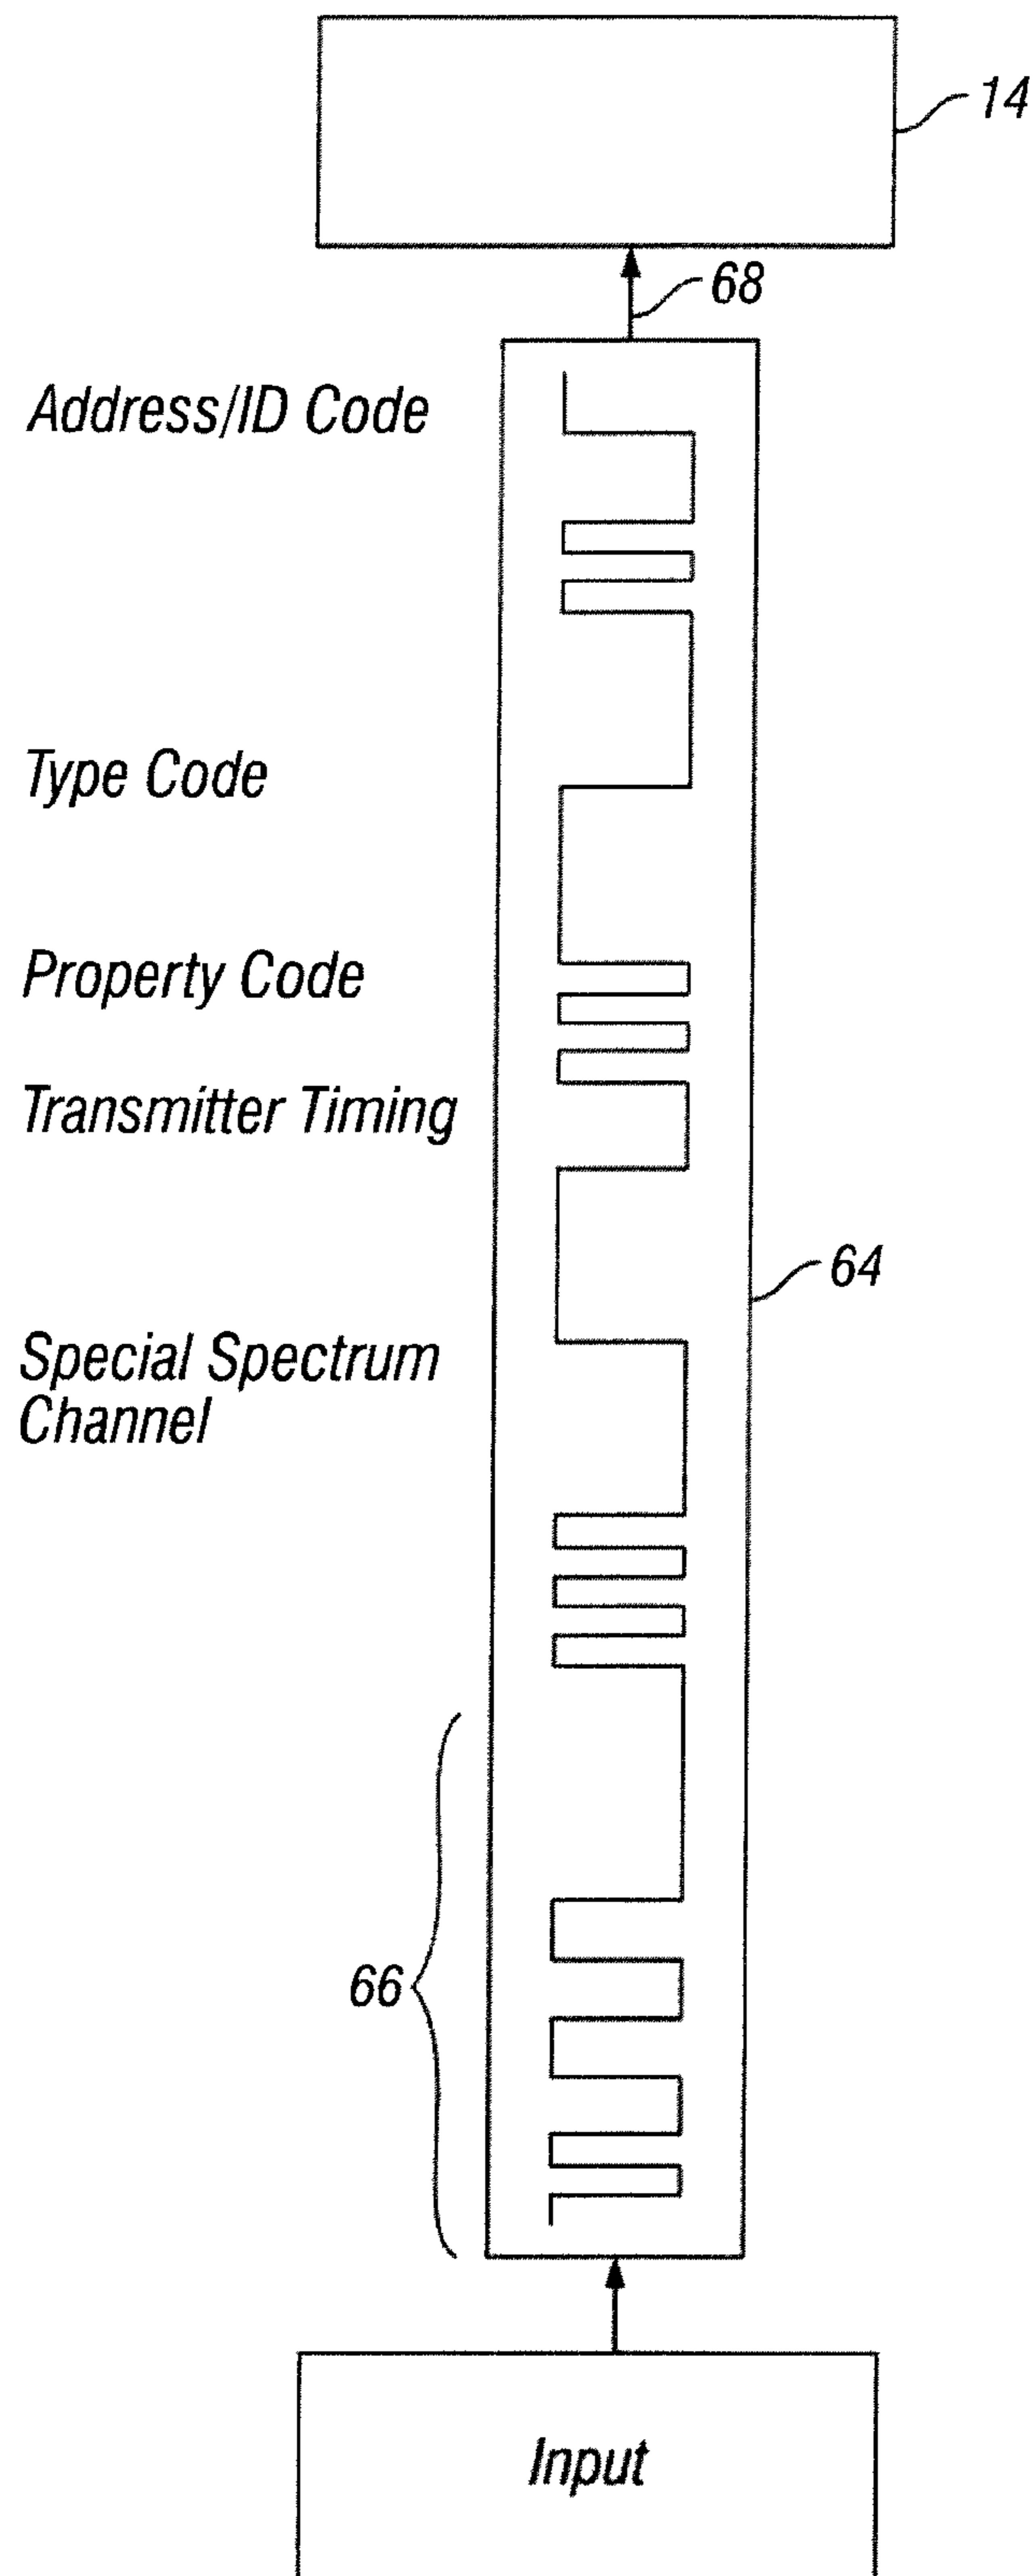 14
68
Address/ID Code
Type Code
Property Code
Transmitter Timing
64
Special Spectrum
Channel
66
Input